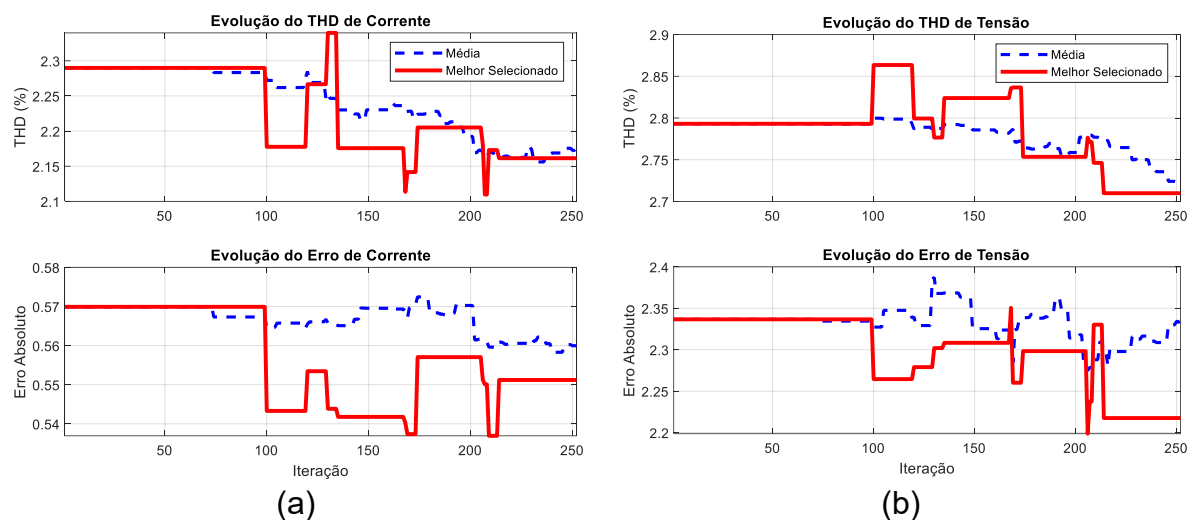 Evolução do THD de Corrente
THD (%)
2.3
2.25
2.2
2.15
2.1
50
100
150
200
250
Média
Melhor Selecionado
Evolução do Erro de Corrente
Erro Absoluto
0.58
0.57
0.56
0.55
0.54
50
100
150
200
250
Iteração
(a)
Evolução do THD de Tensão
THD (%)
2.9
2.85
2.8
2.75
2.7
50
100
150
200
250
Média
Melhor Selecionado
Evolução do Erro de Tensão
Erro Absoluto
2.4
2.35
2.3
2.25
2.2
50
100
150
200
250
Iteração
(b)